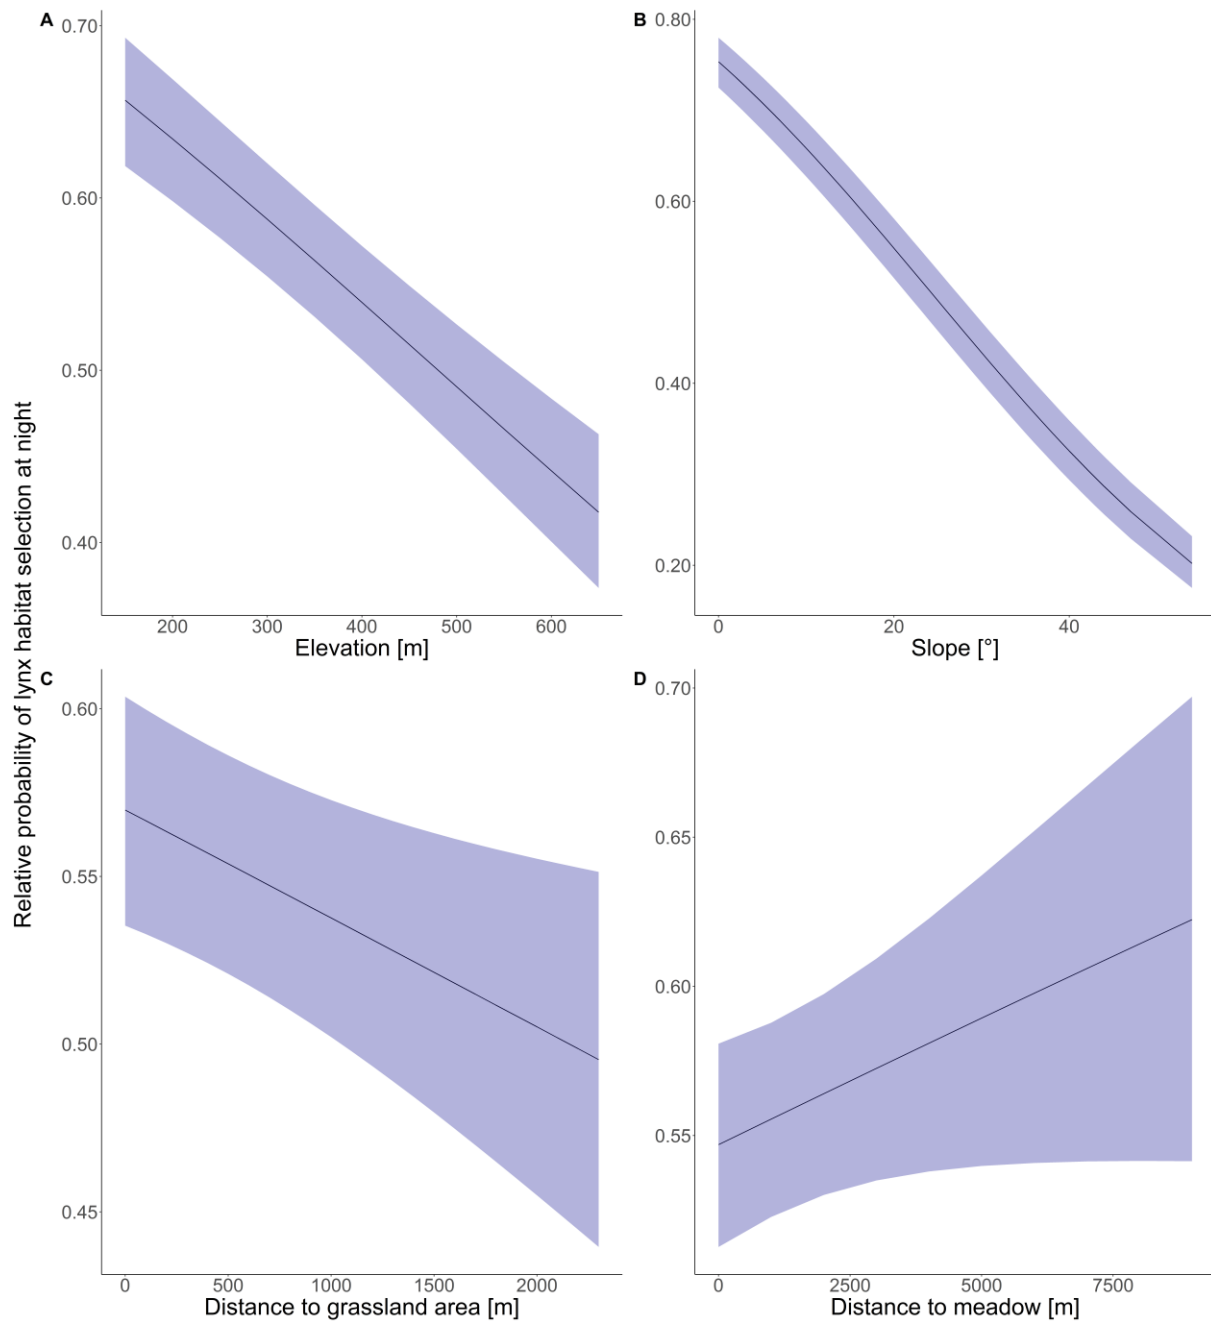 Relative probability of lynx habitat selection at night
A
0.70
0.60
0.50
0.40
200 300 400 500 600
Elevation [m]
B
0.80
0.60
0.40
0.20
0 20 40
Slope [°]
C
0.60
0.55
0.50
0.45
0 500 1000 1500 2000
Distance to grassland area [m]
D
0.70
0.65
0.60
0.55
0 2500 5000 7500
Distance to meadow [m]